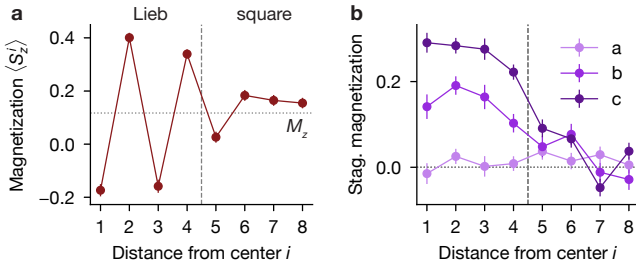 a
Lieb
square
Magnetization ⟨S_z^i⟩
0.4
0.2
0.0
−0.2
M_z
1 2 3 4 5 6 7 8
Distance from center i
b
Stag. magnetization
0.2
0.0
a
b
c
1 2 3 4 5 6 7 8
Distance from center i